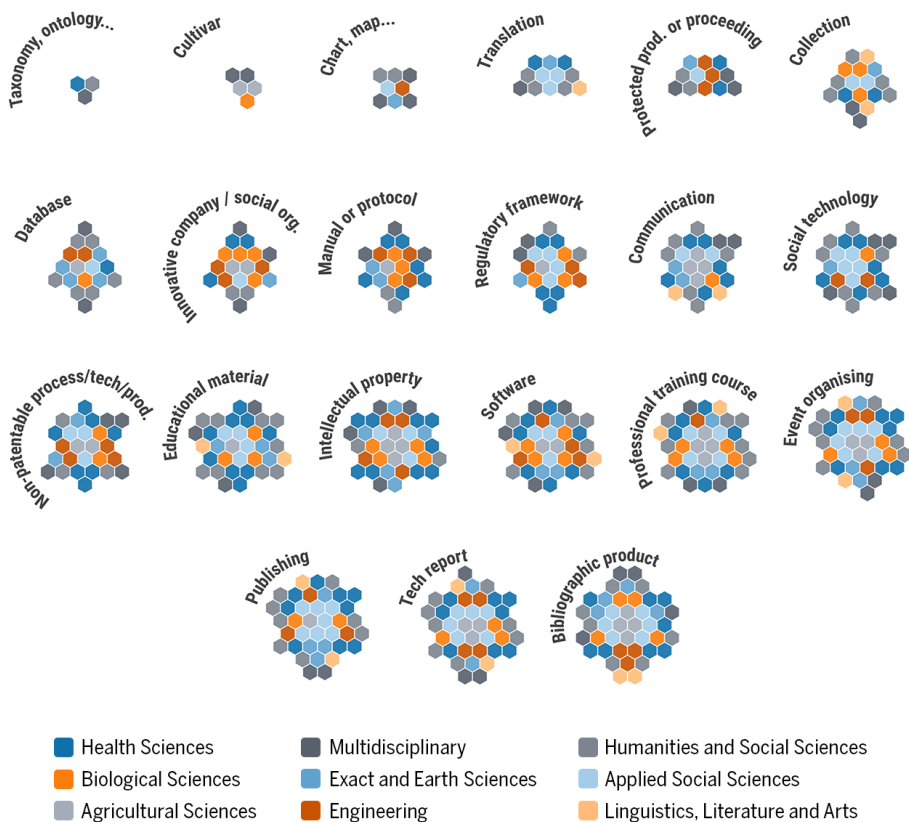 Taxonomy, ontology...
Cultivar
Chart, map...
Translation
Protected prod. or proceeding
Collection
Database
Innovative company / social org.
Manual or protocol
Regulatory framework
Communication
Social technology
Non-patentable process/tech/prod.
Educational material
Intellectual property
Software
Professional training course
Event organising
Publishing
Tech report
Bibliographic product
Health Sciences
Multidisciplinary
Humanities and Social Sciences
Biological Sciences
Exact and Earth Sciences
Applied Social Sciences
Agricultural Sciences
Engineering
Linguistics, Literature and Arts